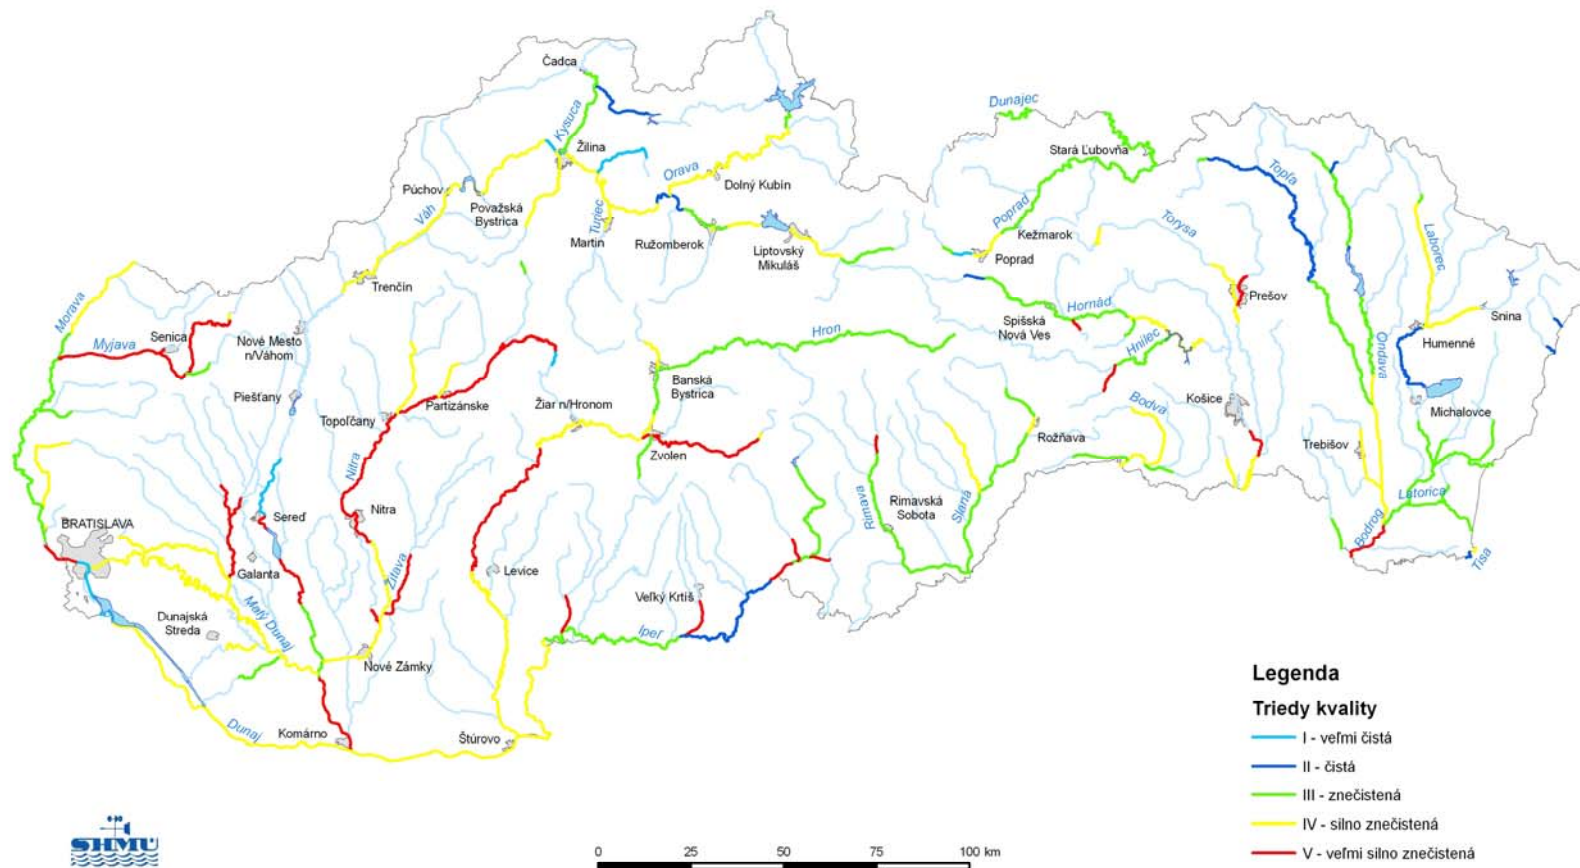 Čadca
Kysuca
Žilina
Dunajec
Stará Ľubovňa
Topľa
Orava
Dolný Kubín
Púchov
Považská
Bystrica
Váh
Turiec
Martin
Ružomberok
Liptovský
Mikuláš
Poprad
Kežmarok
Poprad
Torysa
Laborec
Trenčín
Morava
Myjava
Senica
Nové Mesto
n/Váhom
Hron
Hornád
Spišská
Nová Ves
Hnilec
Prešov
Ondava
Snina
Humenné
Piešťany
Topoľčany
Partizánske
Žiar n/Hronom
Banská
Bystrica
Zvolen
Bodva
Rožňava
Košice
Trebišov
Michalovce
Nitra
Nitra
Rimava
Rimavská
Sobota
Slaná
Latorica
Bodrog
Tisa
BRATISLAVA
Sereď
Galanta
Žitava
Levice
Veľký Krtíš
Ipeľ
Malý Dunaj
Dunajská
Streda
Nové Zámky
Dunaj
Komárno
Štúrovo
Legenda
Triedy kvality
I - veľmi čistá
II - čistá
III - znečistená
IV - silno znečistená
V - veľmi silno znečistená
SHMÚ
0 25 50 75 100 km